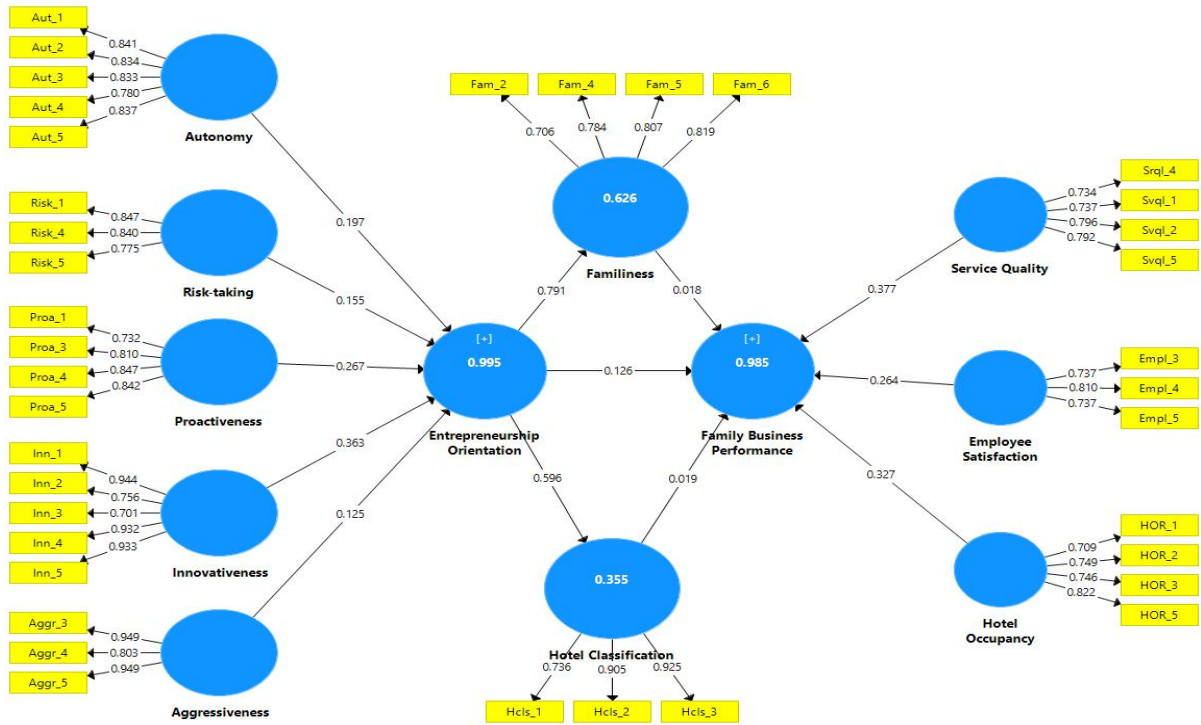 Aut_1
Aut_2
Aut_3
Aut_4
Aut_5
0.841
0.834
0.833
0.780
0.837
Autonomy
0.197
Risk_1
Risk_4
Risk_5
0.847
0.840
0.775
Risk-taking
0.155
Proa_1
Proa_3
Proa_4
Proa_5
0.732
0.810
0.847
0.842
Proactiveness
0.267
Inn_1
Inn_2
Inn_3
Inn_4
Inn_5
0.944
0.756
0.701
0.932
0.933
Innovativeness
0.363
Aggr_3
Aggr_4
Aggr_5
0.949
0.803
0.949
Aggressiveness
0.125
Fam_2
Fam_4
Fam_5
Fam_6
0.706
0.784
0.807
0.819
0.626
Familiness
0.791
0.018
[+]
0.995
Entrepreneurship
Orientation
0.126
[+]
0.985
Family Business
Performance
0.596
0.019
0.355
Hotel Classification
0.736
0.905
0.925
Hcls_1
Hcls_2
Hcls_3
Srql_4
Svql_1
Svql_2
Svql_5
0.734
0.737
0.796
0.792
Service Quality
0.377
Empl_3
Empl_4
Empl_5
0.737
0.810
0.737
Employee
Satisfaction
0.264
HOR_1
HOR_2
HOR_3
HOR_5
0.709
0.749
0.746
0.822
Hotel
Occupancy
0.327